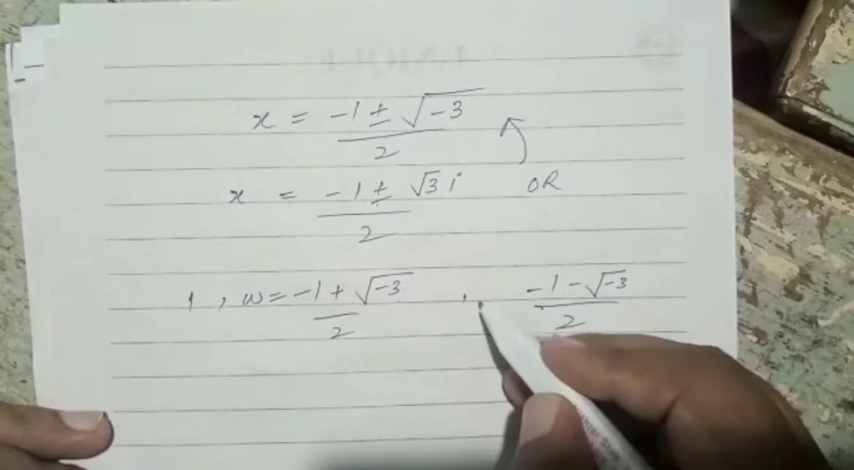 x = -1 ± √-3 / 2
x = -1 ± √3 i / 2 OR
1 , w = -1 + √-3 / 2 , -1 - √-3 / 2